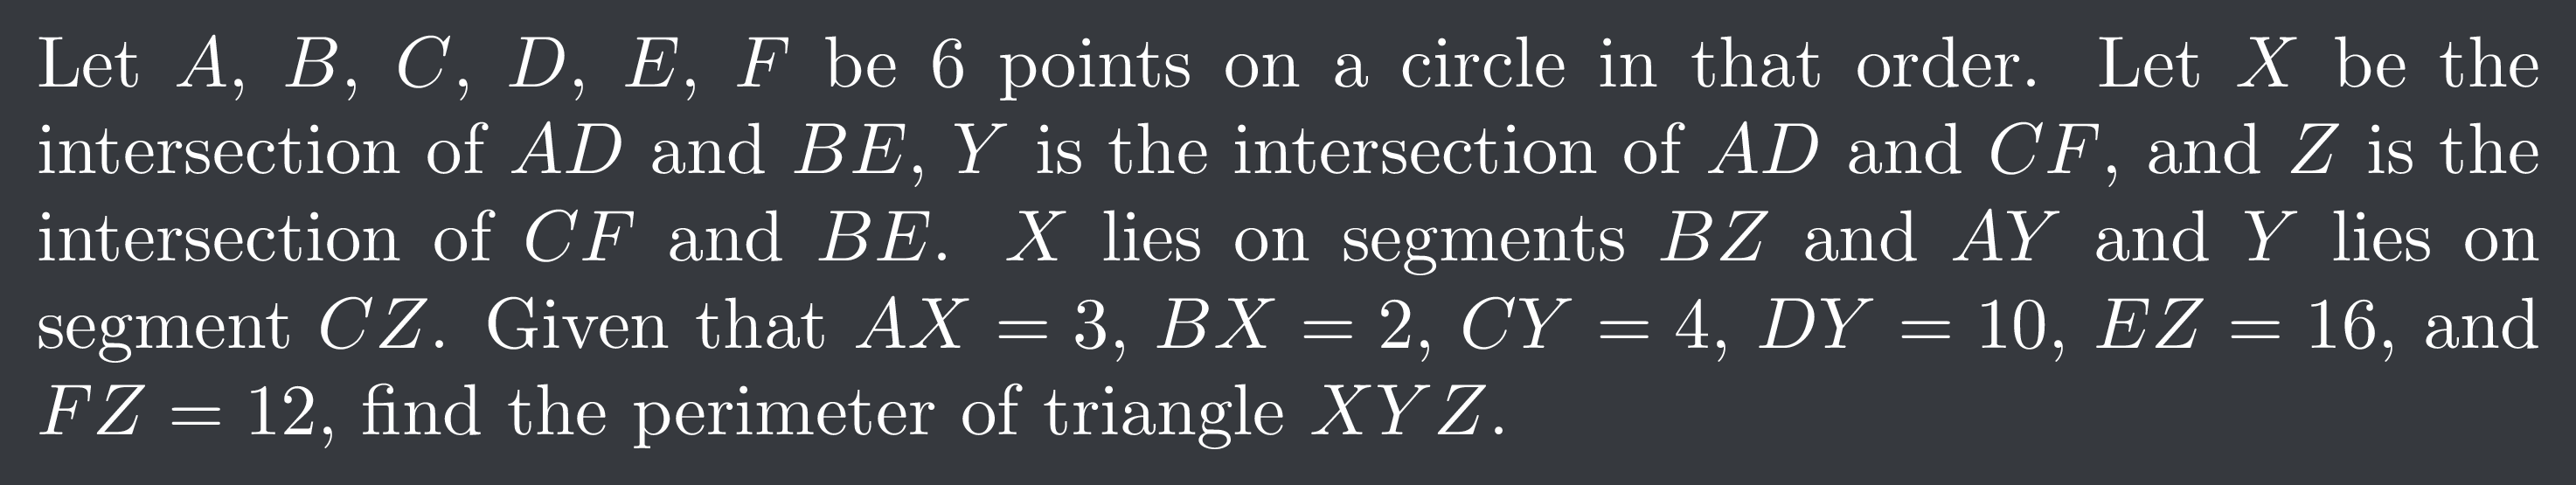 Let A, B, C, D, E, F be 6 points on a circle in that order. Let X be the
intersection of AD and BE, Y is the intersection of AD and CF, and Z is the
intersection of CF and BE. X lies on segments BZ and AY and Y lies on
segment CZ. Given that AX = 3, BX = 2, CY = 4, DY = 10, EZ = 16, and
FZ = 12, find the perimeter of triangle XYZ.